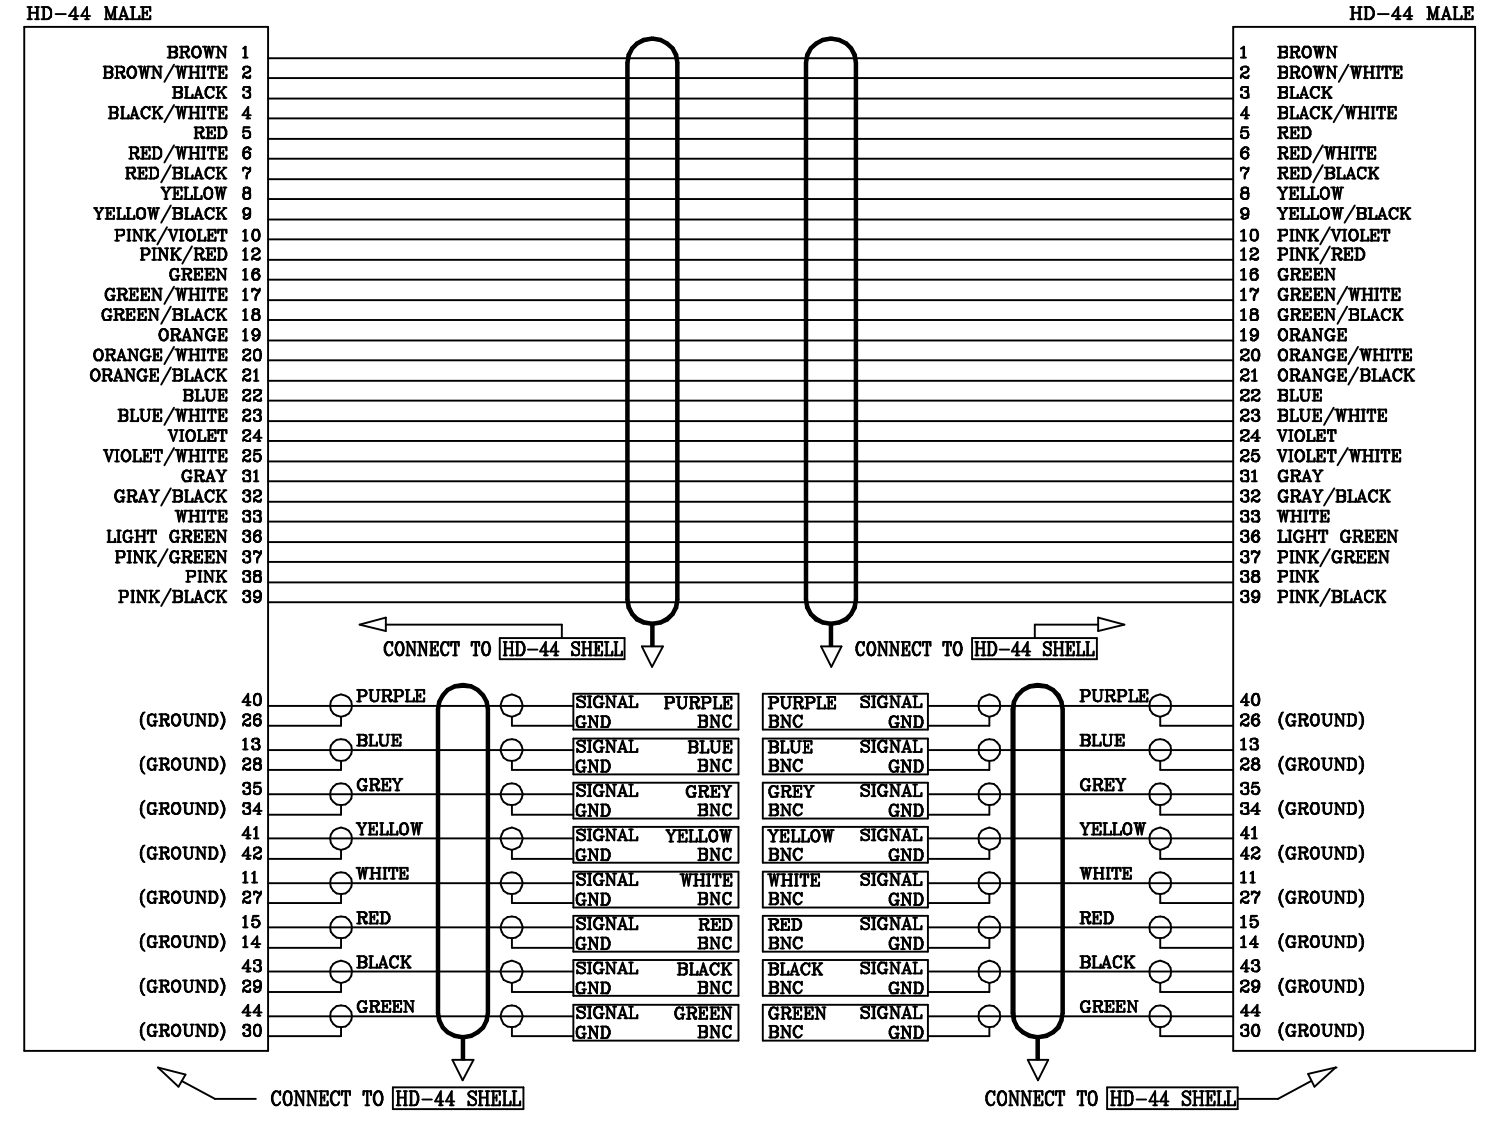 HD-44 MALE HD-44 MALE
BROWN 1 1 BROWN
BROWN/WHITE 2 2 BROWN/WHITE
BLACK 3 3 BLACK
BLACK/WHITE 4 4 BLACK/WHITE
RED 5 5 RED
RED/WHITE 6 6 RED/WHITE
RED/BLACK 7 7 RED/BLACK
YELLOW 8 8 YELLOW
YELLOW/BLACK 9 9 YELLOW/BLACK
PINK/VIOLET 10 10 PINK/VIOLET
PINK/RED 12 12 PINK/RED
GREEN 16 16 GREEN
GREEN/WHITE 17 17 GREEN/WHITE
GREEN/BLACK 18 18 GREEN/BLACK
ORANGE 19 19 ORANGE
ORANGE/WHITE 20 20 ORANGE/WHITE
ORANGE/BLACK 21 21 ORANGE/BLACK
BLUE 22 22 BLUE
BLUE/WHITE 23 23 BLUE/WHITE
VIOLET 24 24 VIOLET
VIOLET/WHITE 25 25 VIOLET/WHITE
GRAY 31 31 GRAY
GRAY/BLACK 32 32 GRAY/BLACK
WHITE 33 33 WHITE
LIGHT GREEN 36 36 LIGHT GREEN
PINK/GREEN 37 37 PINK/GREEN
PINK 38 38 PINK
PINK/BLACK 39 39 PINK/BLACK
CONNECT TO HD-44 SHELL CONNECT TO HD-44 SHELL
40 PURPLE SIGNAL PURPLE PURPLE SIGNAL PURPLE 40
(GROUND) 26 GND BNC BNC GND 26 (GROUND)
13 BLUE SIGNAL BLUE BLUE SIGNAL BLUE 13
(GROUND) 28 GND BNC BNC GND 28 (GROUND)
35 GREY SIGNAL GREY GREY SIGNAL GREY 35
(GROUND) 34 GND BNC BNC GND 34 (GROUND)
41 YELLOW SIGNAL YELLOW YELLOW SIGNAL YELLOW 41
(GROUND) 42 GND BNC BNC GND 42 (GROUND)
11 WHITE SIGNAL WHITE WHITE SIGNAL WHITE 11
(GROUND) 27 GND BNC BNC GND 27 (GROUND)
15 RED SIGNAL RED RED SIGNAL RED 15
(GROUND) 14 GND BNC BNC GND 14 (GROUND)
43 BLACK SIGNAL BLACK BLACK SIGNAL BLACK 43
(GROUND) 29 GND BNC BNC GND 29 (GROUND)
44 GREEN SIGNAL GREEN GREEN SIGNAL GREEN 44
(GROUND) 30 GND BNC BNC GND 30 (GROUND)
CONNECT TO HD-44 SHELL CONNECT TO HD-44 SHELL